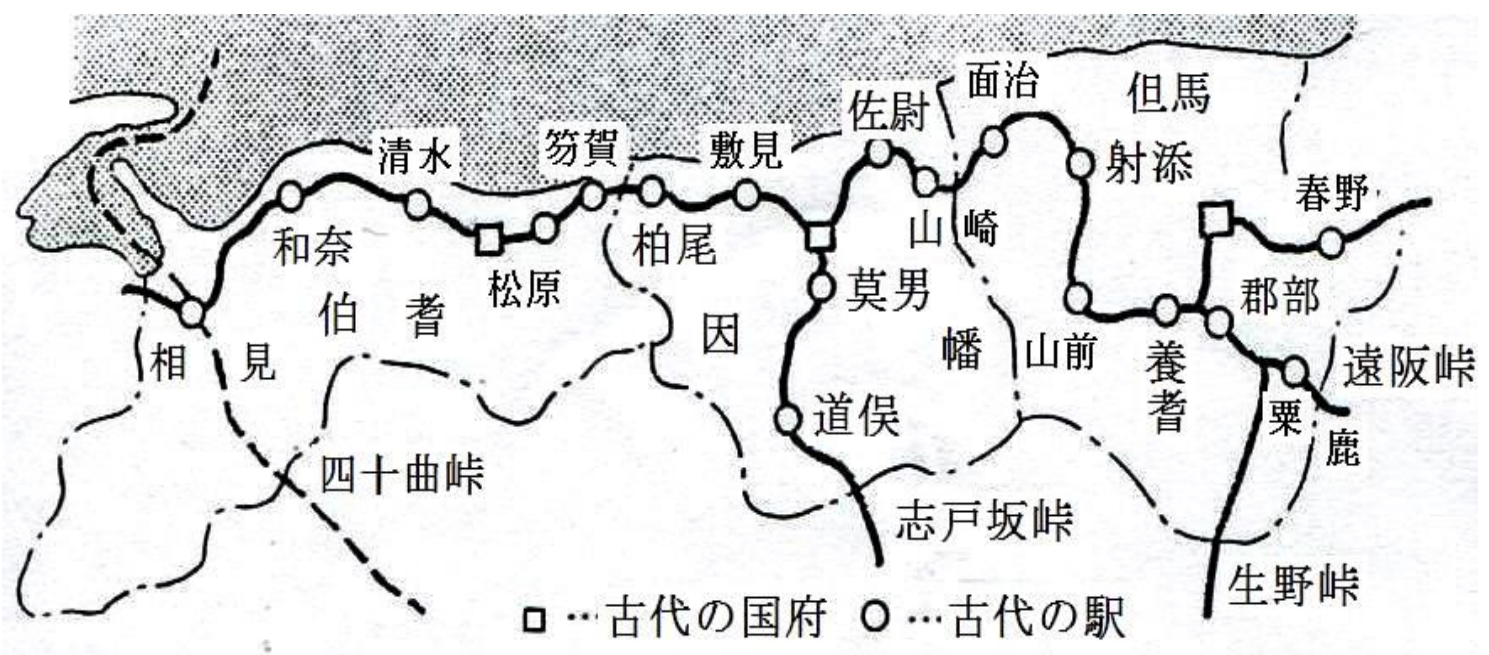 面治
但馬
佐尉
清水
笏賀
敷見
射添
春野
和奈
柏尾
山崎
松原
莫男
郡部
伯耆
因幡
相見
山前
養耆
遠阪峠
道俣
粟鹿
四十曲峠
志戸坂峠
生野峠
□…古代の国府 ○…古代の駅